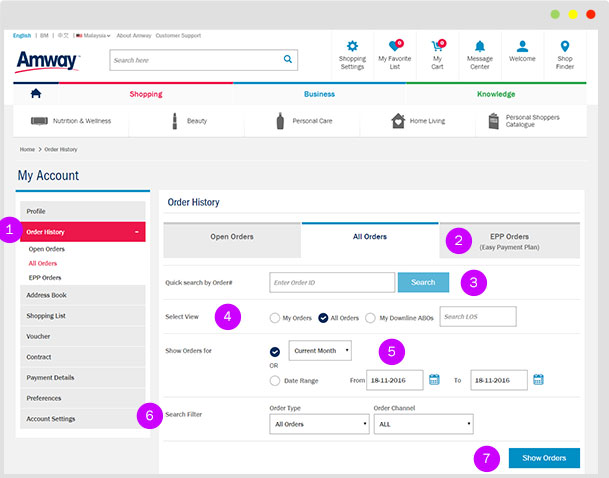 English | BM | 中文 | Malaysia About Amway Customer Support
Amway
Search here
Shopping Settings
My Favorite List
0
My Cart
0
Message Center
Welcome
Shop Finder
Shopping
Business
Knowledge
Nutrition & Wellness
Beauty
Personal Care
Home Living
Personal Shoppers Catalogue
Home > Order History
My Account
Profile
1
Order History -
Open Orders
All Orders
EPP Orders
Address Book
Shopping List
Voucher
Contract
Payment Details
Preferences
Account Settings
Order History
Open Orders
All Orders
2
EPP Orders
(Easy Payment Plan)
Quick search by Order#
Enter Order ID
Search
3
Select View
4
My Orders
All Orders
My Downline ABOs
Search LOS
Show Orders for
Current Month
5
OR
Date Range
From
18-11-2016
To
18-11-2016
6
Search Filter
Order Type
All Orders
Order Channel
ALL
7
Show Orders